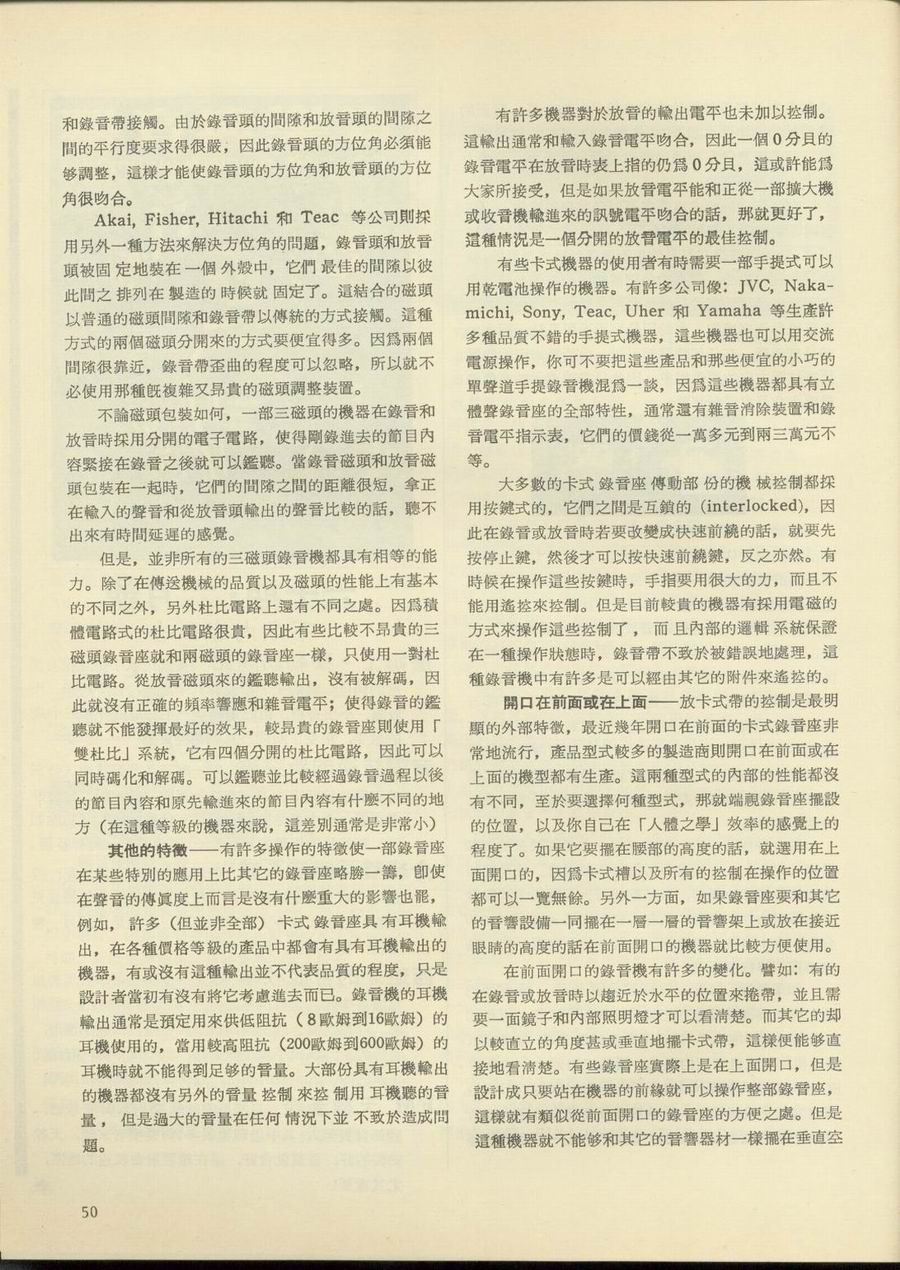 和錄音帶接觸。由於錄音頭的間隙和放音頭的間隙之
間的平行度要求得很嚴，因此錄音頭的方位角必須能
够調整，這樣才能使錄音頭的方位角和放音頭的方位
角很吻合。
Akai, Fisher, Hitachi 和 Teac 等公司則採
用另外一種方法來解決方位角的問題，錄音頭和放音
頭被固 定地裝在 一個 外殼中，它們 最佳的間隙以彼
此間之 排列在 製造的 時候就 固定了。這結合的磁頭
以普通的磁頭間隙和錄音帶以傳統的方式接觸。這種
方式的兩個磁頭分開來的方式要便宜得多。因爲兩個
間隙很靠近，錄音帶歪曲的程度可以忽略，所以就不
必使用那種旣複雜又昂貴的磁頭調整裝置。
不論磁頭包裝如何，一部三磁頭的機器在錄音和
放音時採用分開的電子電路，使得剛錄進去的節目內
容緊接在錄音之後就可以鑑聽。當錄音磁頭和放音磁
頭包裝在一起時，它們的間隙之間的距離很短，拿正
在輸入的聲音和從放音頭輸出的聲音比較的話，聽不
出來有時間延遲的感覺。
但是，並非所有的三磁頭錄音機都具有相等的能
力。除了在傳送機械的品質以及磁頭的性能上有基本
的不同之外，另外杜比電路上還有不同之處。因爲積
體電路式的杜比電路很貴，因此有些比較不昂貴的三
磁頭錄音座就和兩磁頭的錄音座一樣，只使用一對杜
比電路。從放音磁頭來的鑑聽輸出，沒有被解碼，因
此就沒有正確的頻率響應和雜音電平；使得錄音的鑑
聽就不能發揮最好的效果，較昂貴的錄音座則使用「
雙杜比」系統，它有四個分開的杜比電路，因此可以
同時碼化和解碼。可以鑑聽並比較經過錄音過程以後
的節目內容和原先輸進來的節目內容有什麼不同的地
方（在這種等級的機器來說，這差別通常是非常小）
其他的特徵——有許多操作的特徵使一部錄音座
在某些特別的應用上比其它的錄音座略勝一籌，卽使
在聲音的傳眞度上而言是沒有什麼重大的影響也罷，
例如， 許多（但並非全部） 卡式 錄音座具 有耳機輸
出，在各種價格等級的產品中都會有具有耳機輸出的
機器，有或沒有這種輸出並不代表品質的程度，只是
設計者當初有沒有將它考慮進去而已。錄音機的耳機
輸出通常是預定用來供低阻抗（8歐姆到16歐姆）的
耳機使用的，當用較高阻抗（200歐姆到600歐姆）的
耳機時就不能得到足够的音量。大部份具有耳機輸出
的機器都沒有另外的音量 控制 來控 制用 耳機聽的音
量， 但是過大的音量在任何 情況下並 不致於造成問
題。
有許多機器對於放音的輸出電平也未加以控制。
這輸出通常和輸入錄音電平吻合，因此一個0分貝的
錄音電平在放音時表上指的仍爲0分貝，這或許能爲
大家所接受，但是如果放音電平能和正從一部擴大機
或收音機輸進來的訊號電平吻合的話，那就更好了，
這種情況是一個分開的放音電平的最佳控制。
有些卡式機器的使用者有時需要一部手提式可以
用乾電池操作的機器。有許多公司像：JVC, Naka-
michi, Sony, Teac, Uher 和 Yamaha 等生產許
多種品質不錯的手提式機器，這些機器也可以用交流
電源操作，你可不要把這些產品和那些便宜的小巧的
單聲道手提錄音機混爲一談，因爲這些機器都具有立
體聲錄音座的全部特性，通常還有雜音消除裝置和錄
音電平指示表，它們的價錢從一萬多元到兩三萬元不
等。
大多數的卡式 錄音座 傳動部 份的機 械控制都採
用按鍵式的，它們之間是互鎖的（interlocked），因
此在錄音或放音時若要改變成快速前繞的話，就要先
按停止鍵，然後才可以按快速前繞鍵，反之亦然。有
時候在操作這些按鍵時，手指要用很大的力，而且不
能用遙控來控制。但是目前較貴的機器有採用電磁的
方式來操作這些控制了， 而 且內部的邏輯 系統保證
在一種操作狀態時，錄音帶不致於被錯誤地處理，這
種錄音機中有許多是可以經由其它的附件來遙控的。
開口在前面或在上面——放卡式帶的控制是最明
顯的外部特徵，最近幾年開口在前面的卡式錄音座非
常地流行，產品型式較多的製造商則開口在前面或在
上面的機型都有生產。這兩種型式的內部的性能都沒
有不同，至於要選擇何種型式，那就端視錄音座擺設
的位置，以及你自己在「人體之學」效率的感覺上的
程度了。如果它要擺在腰部的高度的話，就選用在上
面開口的，因爲卡式槽以及所有的控制在操作的位置
都可以一覽無餘。另外一方面，如果錄音座要和其它
的音響設備一同擺在一層一層的音響架上或放在接近
眼睛的高度的話在前面開口的機器就比較方便使用。
在前面開口的錄音機有許多的變化。譬如：有的
在錄音或放音時以趨近於水平的位置來捲帶，並且需
要一面鏡子和內部照明燈才可以看淸楚。而其它的却
以較直立的角度甚或垂直地擺卡式帶，這樣便能够直
接地看淸楚。有些錄音座實際上是在上面開口，但是
設計成只要站在機器的前緣就可以操作整部錄音座，
這樣就有類似從前面開口的錄音座的方便之處。但是
這種機器就不能够和其它的音響器材一樣擺在垂直空
50